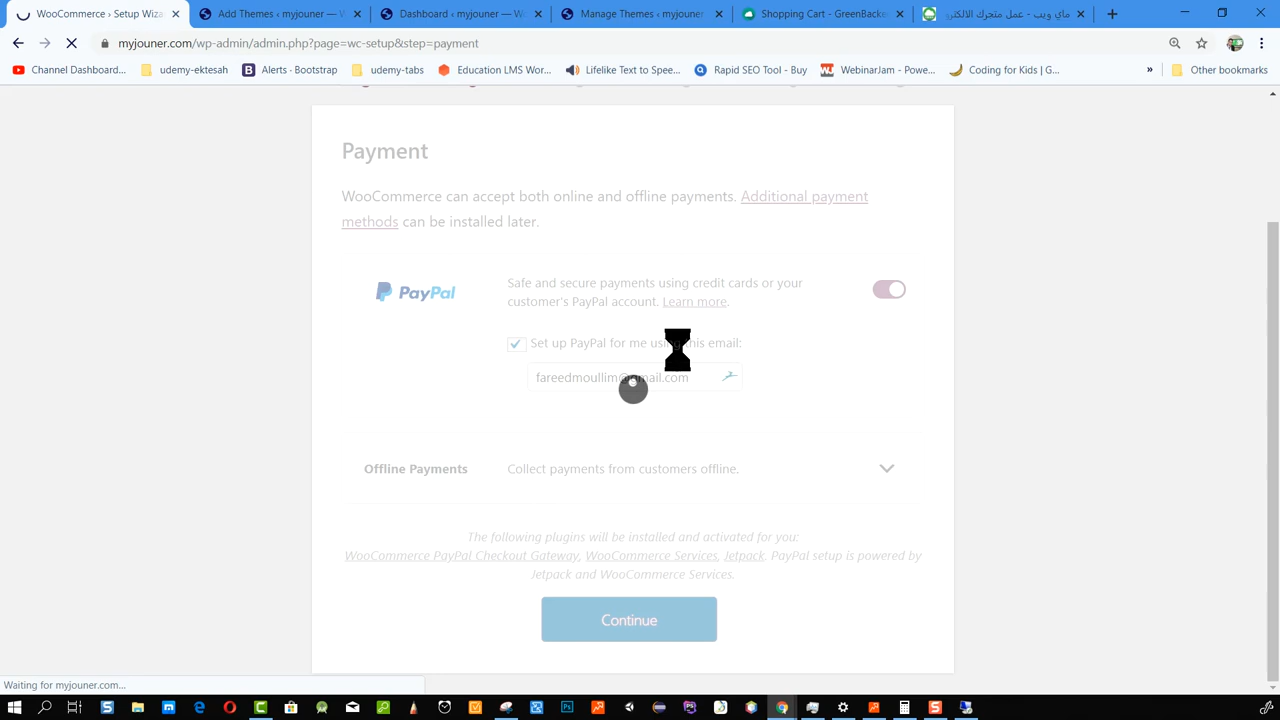 WooCommerce › Setup Wiza
Add Themes ‹ myjouner — W
Dashboard ‹ myjouner — Wo
Manage Themes ‹ myjouner
Shopping Cart - GreenBacke
ماي ويب - عمل متجرك الالكترو
myjouner.com/wp-admin/admin.php?page=wc-setup&step=payment
Channel Dashboard...
udemy-ektesah
Alerts · Bootstrap
udemy-tabs
Education LMS Wor...
Lifelike Text to Spee...
Rapid SEO Tool - Buy
WebinarJam - Powe...
Coding for Kids | G...
»
Other bookmarks
Payment
WooCommerce can accept both online and offline payments. Additional payment
methods can be installed later.
PayPal
Safe and secure payments using credit cards or your
customer's PayPal account. Learn more.
Set up PayPal for me using this email:
fareedmoullim@gmail.com
Offline Payments
Collect payments from customers offline.
The following plugins will be installed and activated for you:
WooCommerce PayPal Checkout Gateway, WooCommerce Services, Jetpack. PayPal setup is powered by
Jetpack and WooCommerce Services.
Continue
Waiting for myjouner.com...